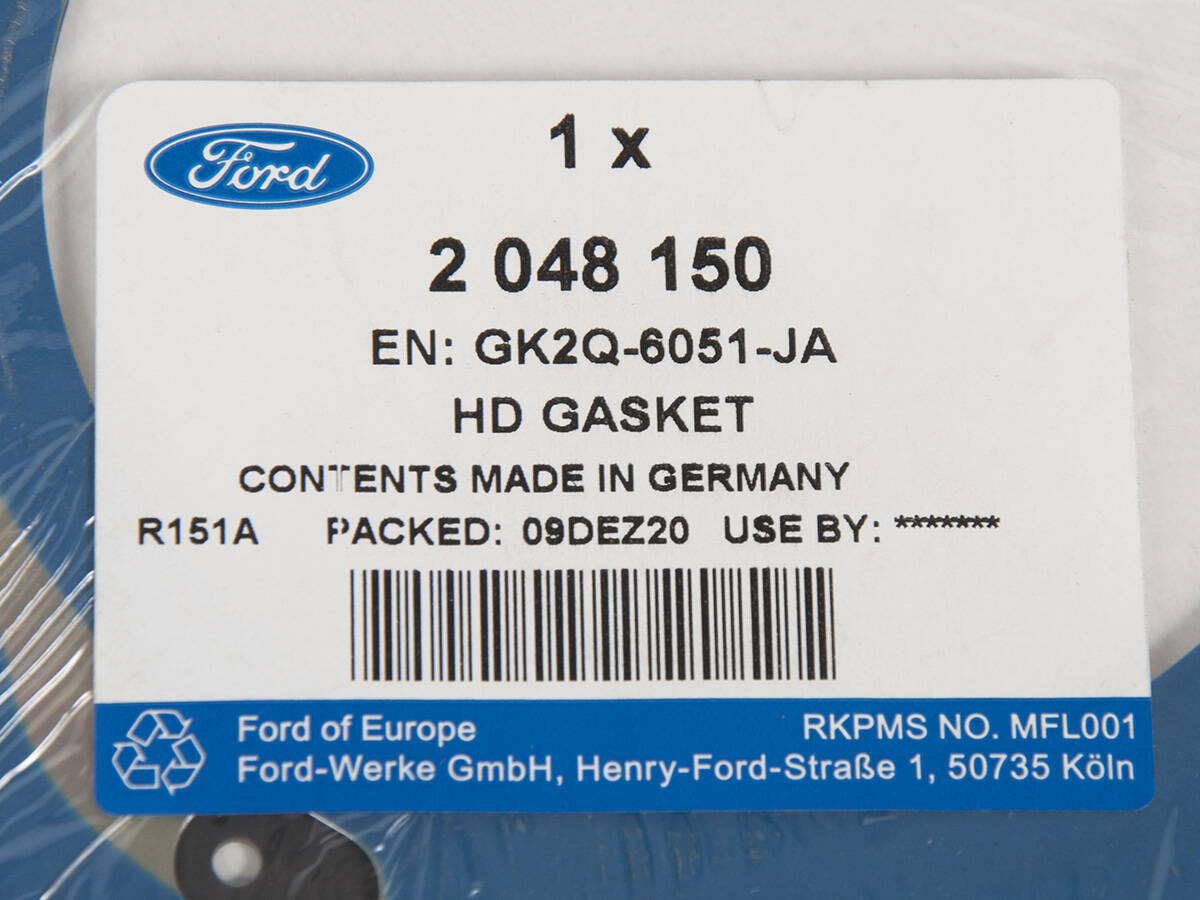 Ford
1 x
2 048 150
EN: GK2Q-6051-JA
HD GASKET
CONTENTS MADE IN GERMANY
R151A PACKED: 09DEZ20 USE BY: *******
Ford of Europe RKPMS NO. MFL001
Ford-Werke GmbH, Henry-Ford-Straße 1, 50735 Köln